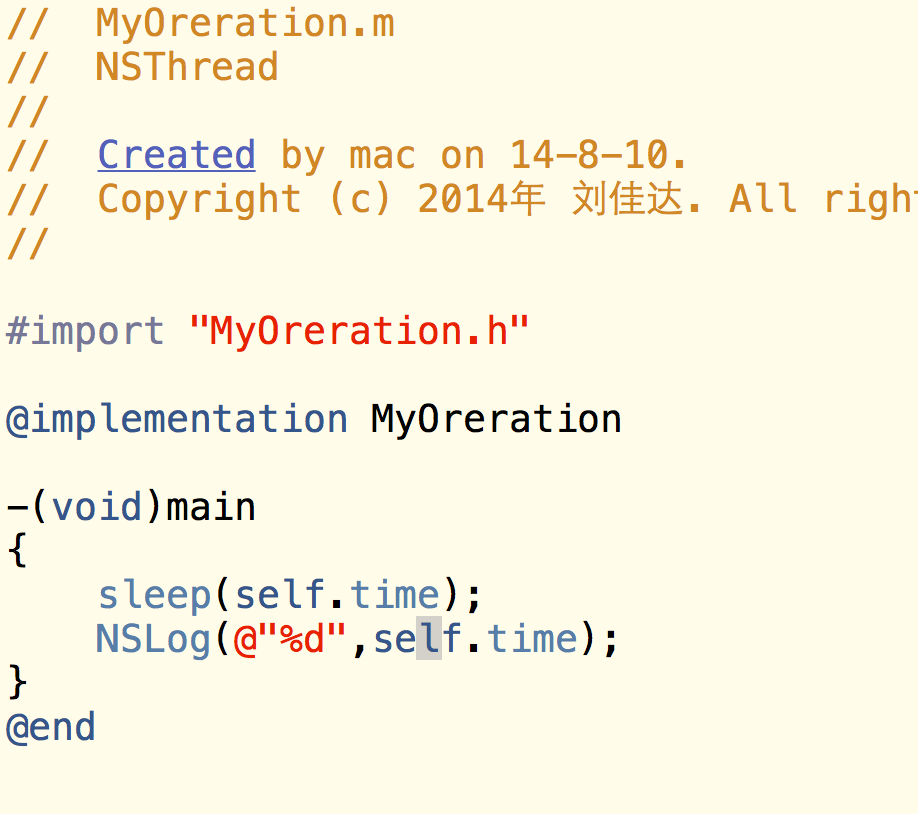 //  MyOreration.m
//  NSThread
//
//  Created by mac on 14-8-10.
//  Copyright (c) 2014年 刘佳达. All righ
//
#import "MyOreration.h"
@implementation MyOreration
-(void)main
{
    sleep(self.time);
    NSLog(@"%d",self.time);
}
@end